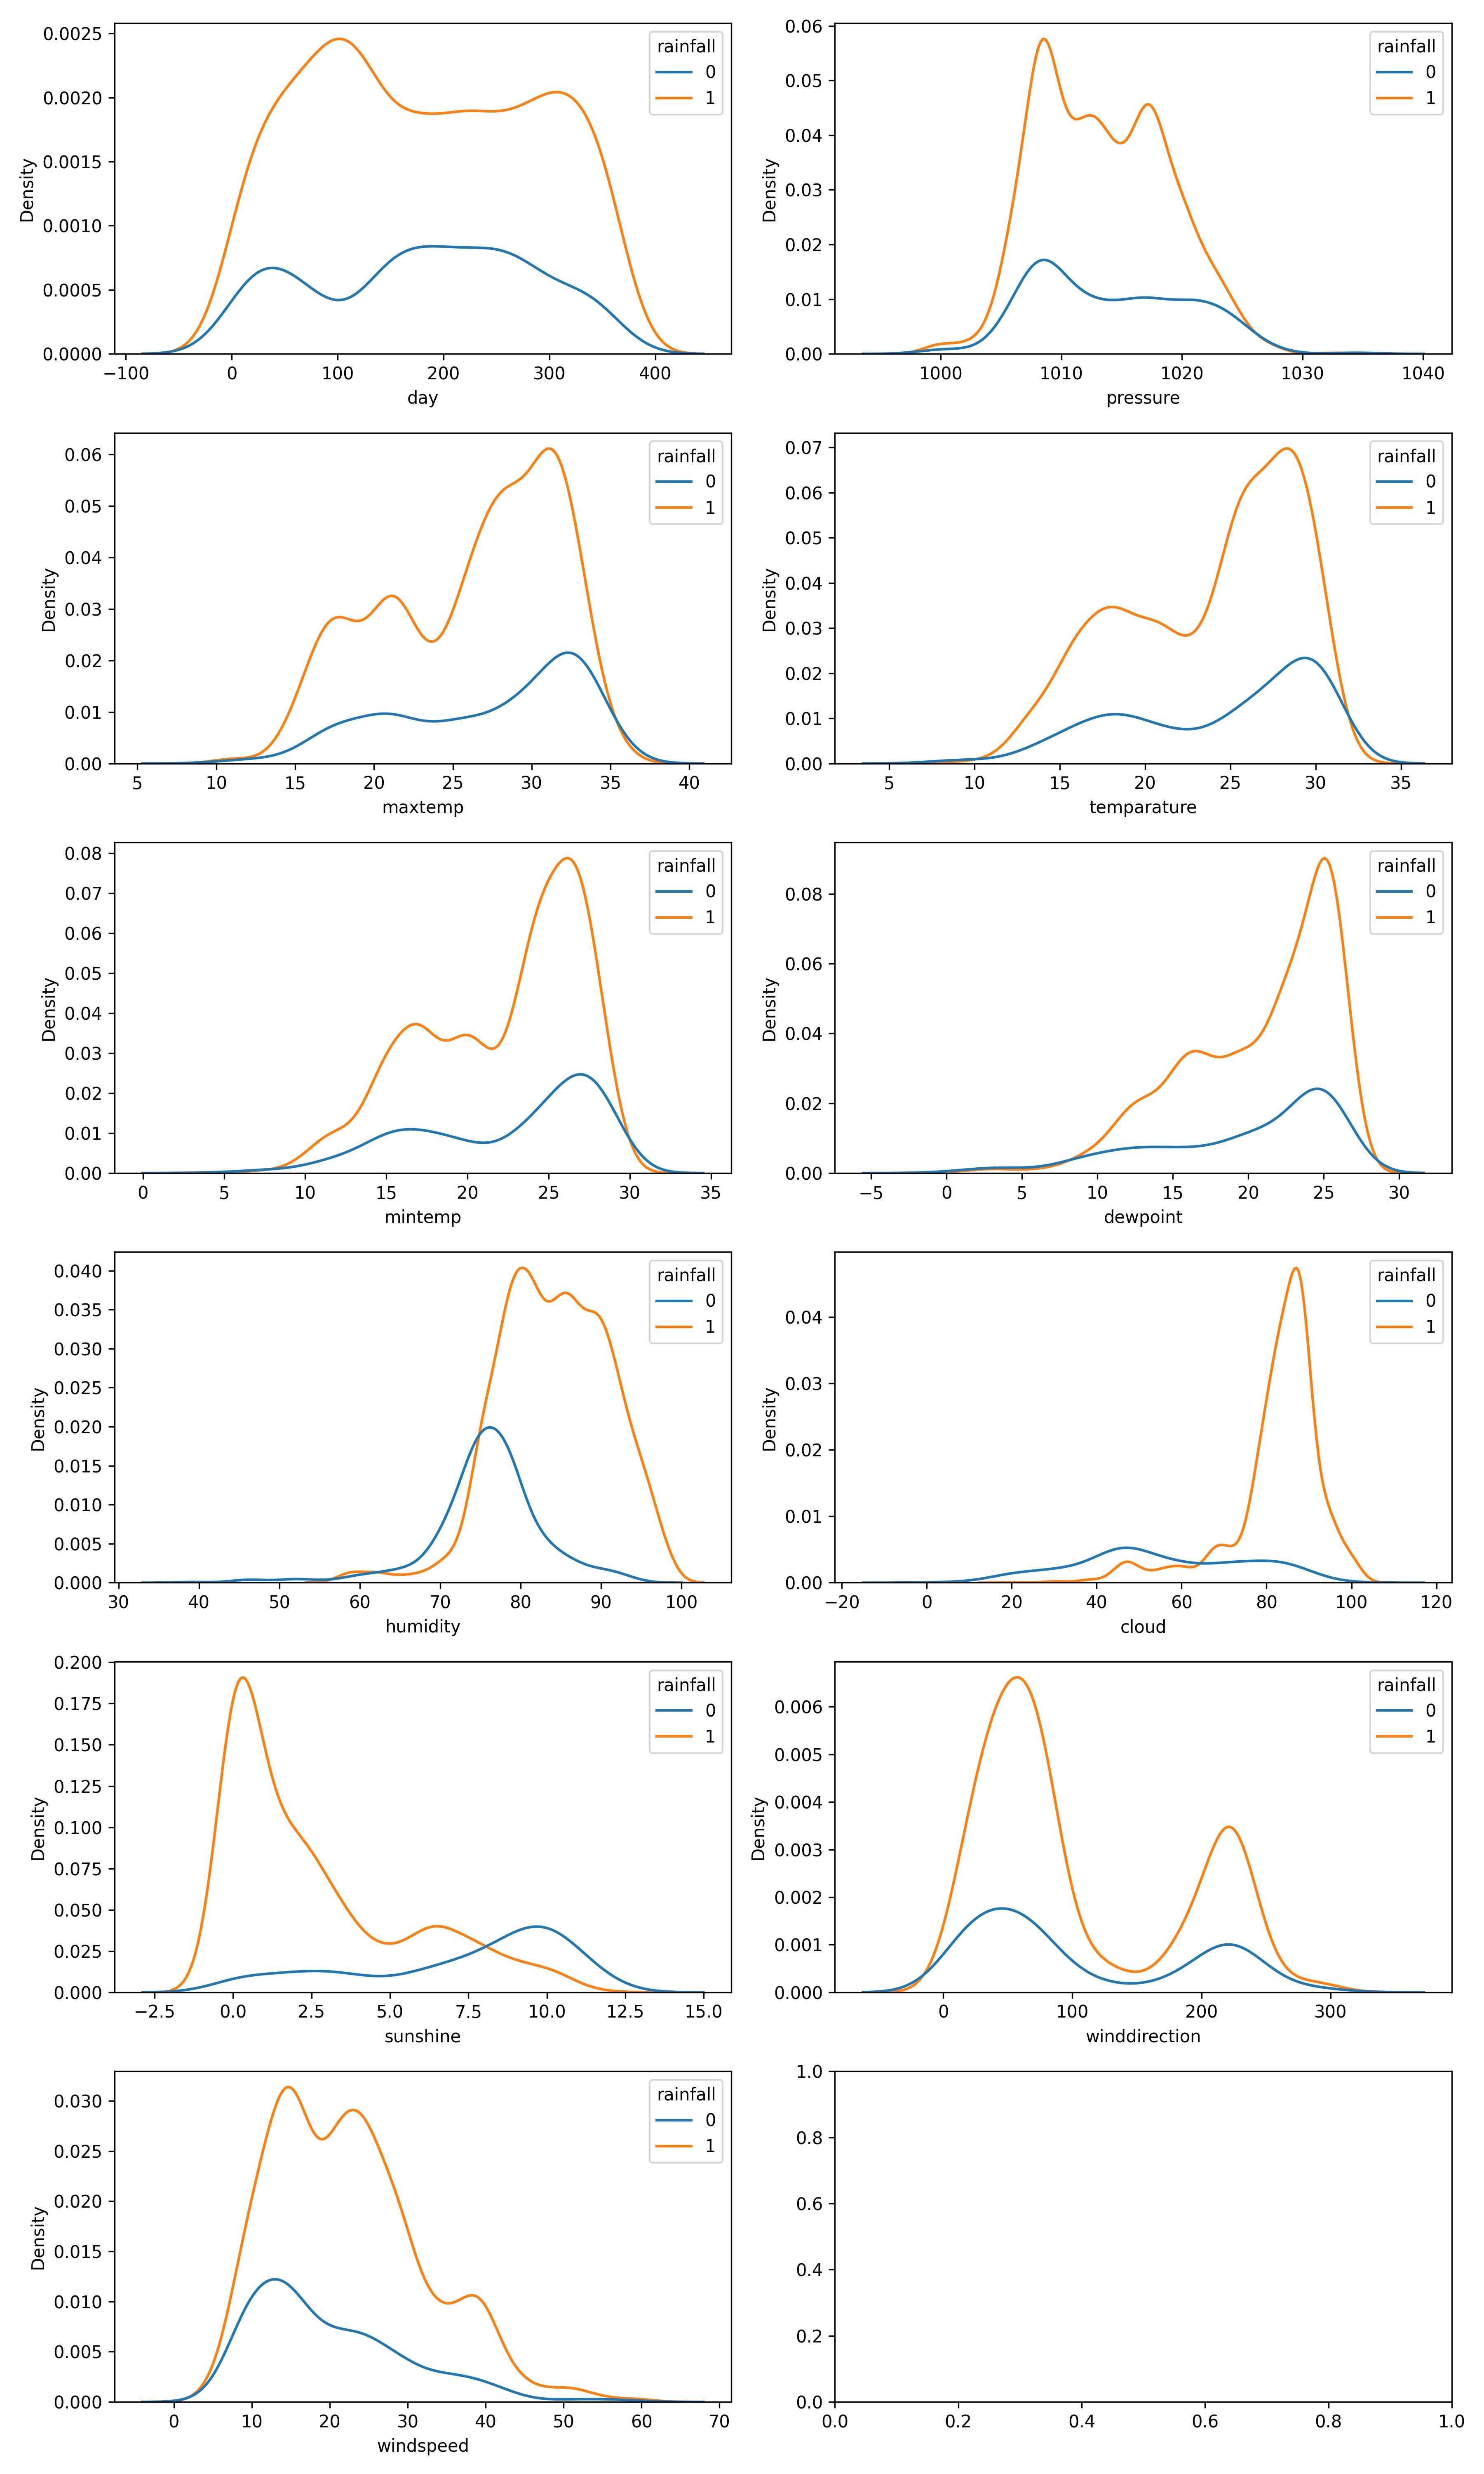 rainfall
0
1
Density
0.0025
0.0020
0.0015
0.0010
0.0005
0.0000
−100 0 100 200 300 400
day
rainfall
0
1
Density
0.06
0.05
0.04
0.03
0.02
0.01
0.00
1000 1010 1020 1030 1040
pressure
rainfall
0
1
Density
0.06
0.05
0.04
0.03
0.02
0.01
0.00
5 10 15 20 25 30 35 40
maxtemp
rainfall
0
1
Density
0.07
0.06
0.05
0.04
0.03
0.02
0.01
0.00
5 10 15 20 25 30 35
temparature
rainfall
0
1
Density
0.08
0.07
0.06
0.05
0.04
0.03
0.02
0.01
0.00
0 5 10 15 20 25 30 35
mintemp
rainfall
0
1
Density
0.08
0.06
0.04
0.02
0.00
−5 0 5 10 15 20 25 30
dewpoint
rainfall
0
1
Density
0.040
0.035
0.030
0.025
0.020
0.015
0.010
0.005
0.000
30 40 50 60 70 80 90 100
humidity
rainfall
0
1
Density
0.04
0.03
0.02
0.01
0.00
−20 0 20 40 60 80 100 120
cloud
rainfall
0
1
Density
0.200
0.175
0.150
0.125
0.100
0.075
0.050
0.025
0.000
−2.5 0.0 2.5 5.0 7.5 10.0 12.5 15.0
sunshine
rainfall
0
1
Density
0.006
0.005
0.004
0.003
0.002
0.001
0.000
0 100 200 300
winddirection
rainfall
0
1
Density
0.030
0.025
0.020
0.015
0.010
0.005
0.000
0 10 20 30 40 50 60 70
windspeed
1.0
0.8
0.6
0.4
0.2
0.0
0.0 0.2 0.4 0.6 0.8 1.0